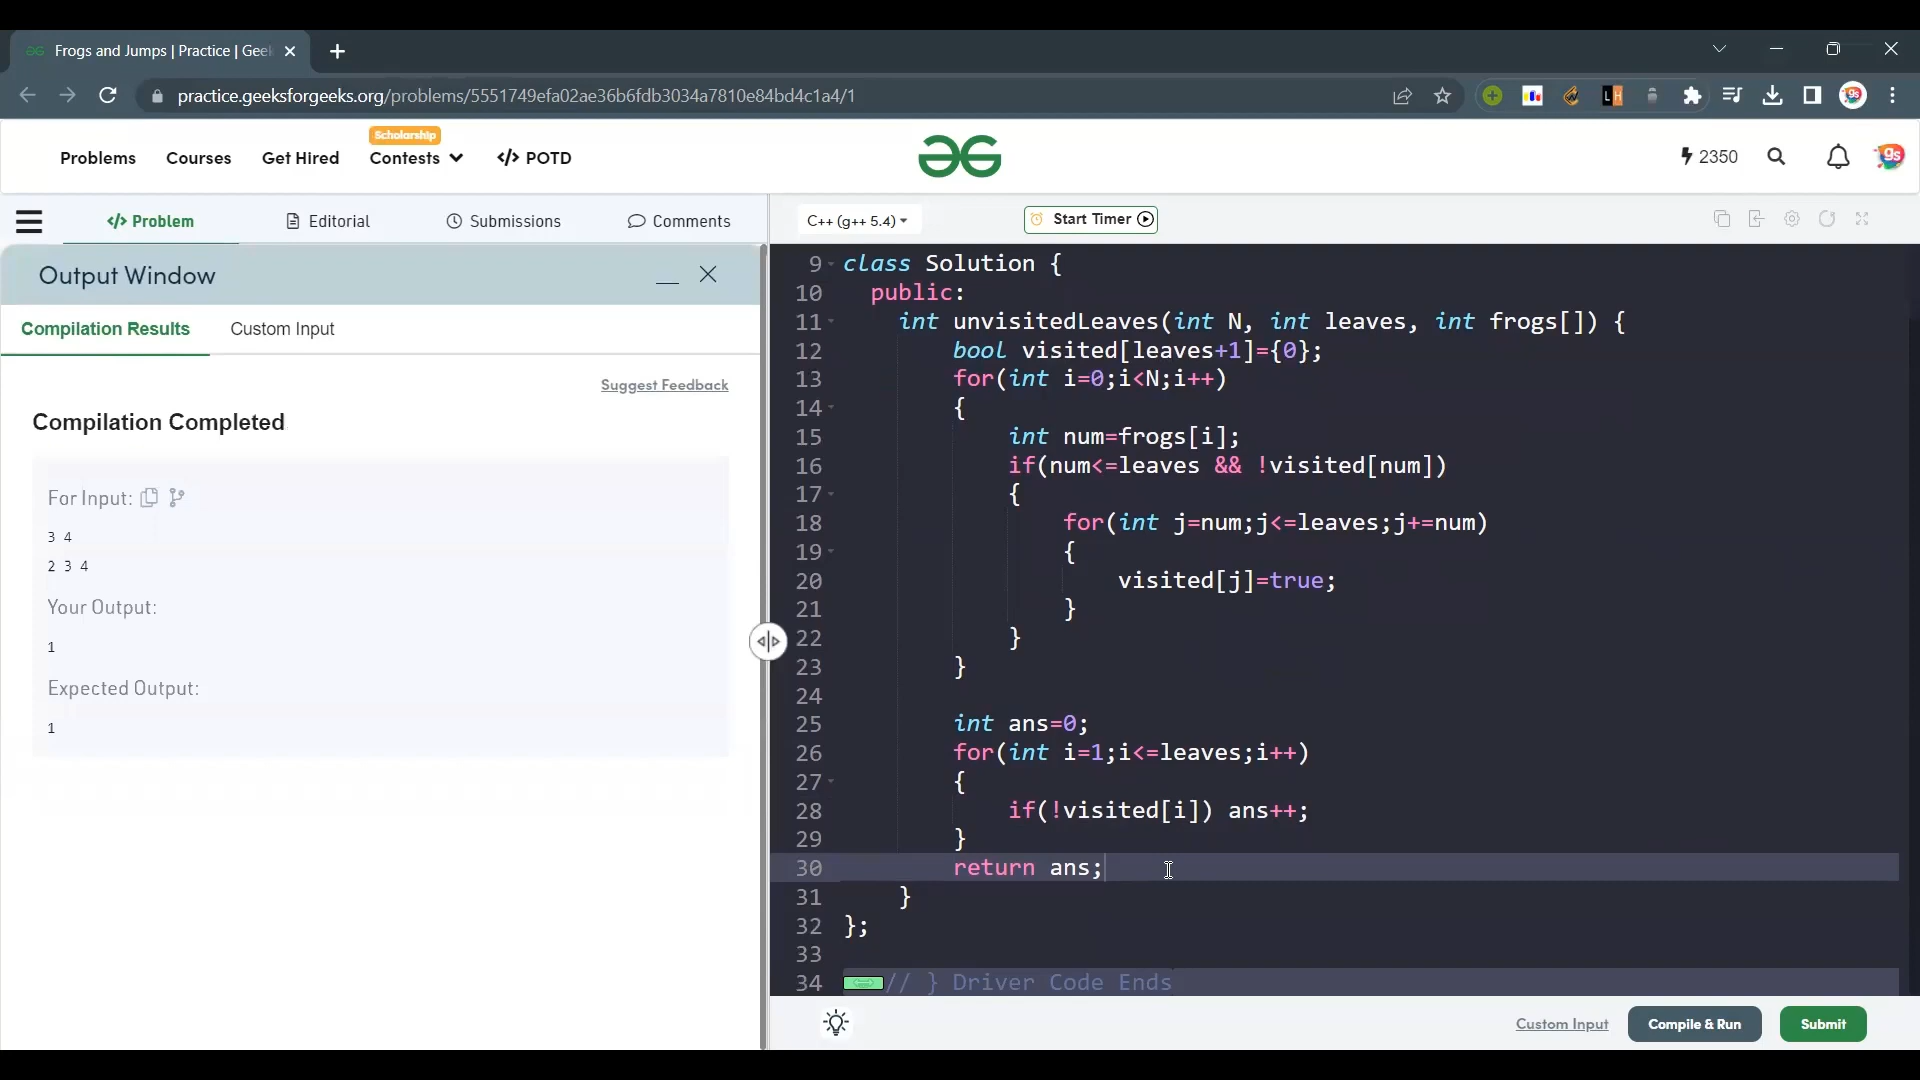 Frogs and Jumps | Practice | Geek
practice.geeksforgeeks.org/problems/5551749efa02ae36b6fdb3034a7810e84bd4c1a4/1
Scholarship
Problems Courses Get Hired Contests </> POTD
2350
gs
</> Problem Editorial Submissions Comments
C++ (g++ 5.4) Start Timer
Output Window
Compilation Results Custom Input
Suggest Feedback
Compilation Completed
For Input:
3 4
2 3 4
Your Output:
1
Expected Output:
1
9 class Solution {
10 public:
11 int unvisitedLeaves(int N, int leaves, int frogs[]) {
12 bool visited[leaves+1]={0};
13 for(int i=0;i<N;i++)
14 {
15 int num=frogs[i];
16 if(num<=leaves && !visited[num])
17 {
18 for(int j=num;j<=leaves;j+=num)
19 {
20 visited[j]=true;
21 }
22 }
23 }
24
25 int ans=0;
26 for(int i=1;i<=leaves;i++)
27 {
28 if(!visited[i]) ans++;
29 }
30 return ans;
31 }
32 };
33
34 // } Driver Code Ends
Custom Input Compile & Run Submit